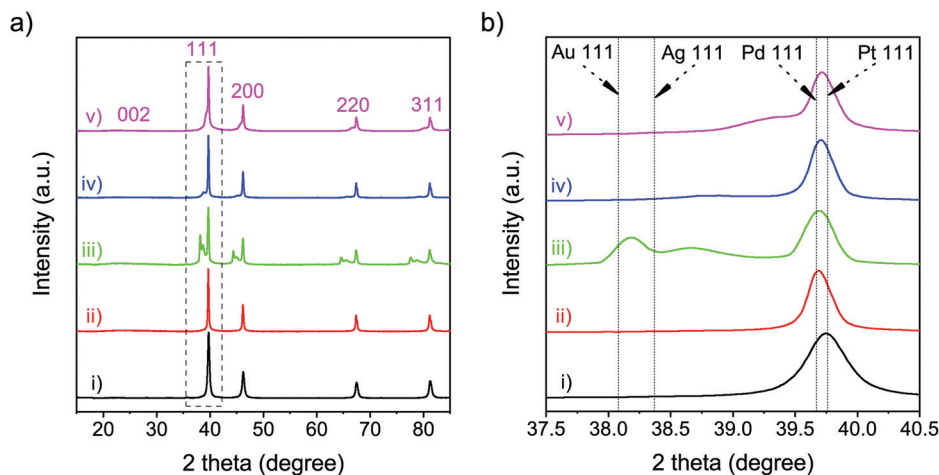 a)
111
002
200
220
311
v)
iv)
iii)
ii)
i)
Intensity (a.u.)
20 30 40 50 60 70 80
2 theta (degree)
b)
Au 111 Ag 111 Pd 111 Pt 111
v)
iv)
iii)
ii)
i)
Intensity (a.u.)
37.5 38.0 38.5 39.0 39.5 40.0 40.5
2 theta (degree)